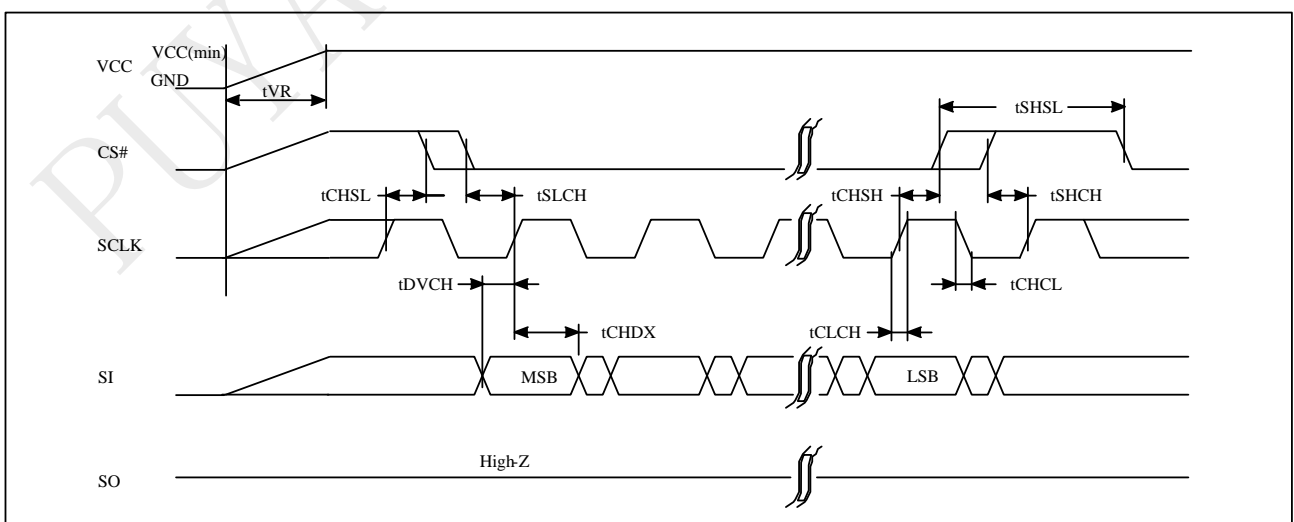 PUYA
VCC
VCC(min)
GND
tVR
tSHSL
CS#
tCHSL
tSLCH
tCHSH
tSHCH
SCLK
tDVCH
tCHCL
tCHDX
tCLCH
SI
MSB
LSB
High-Z
SO